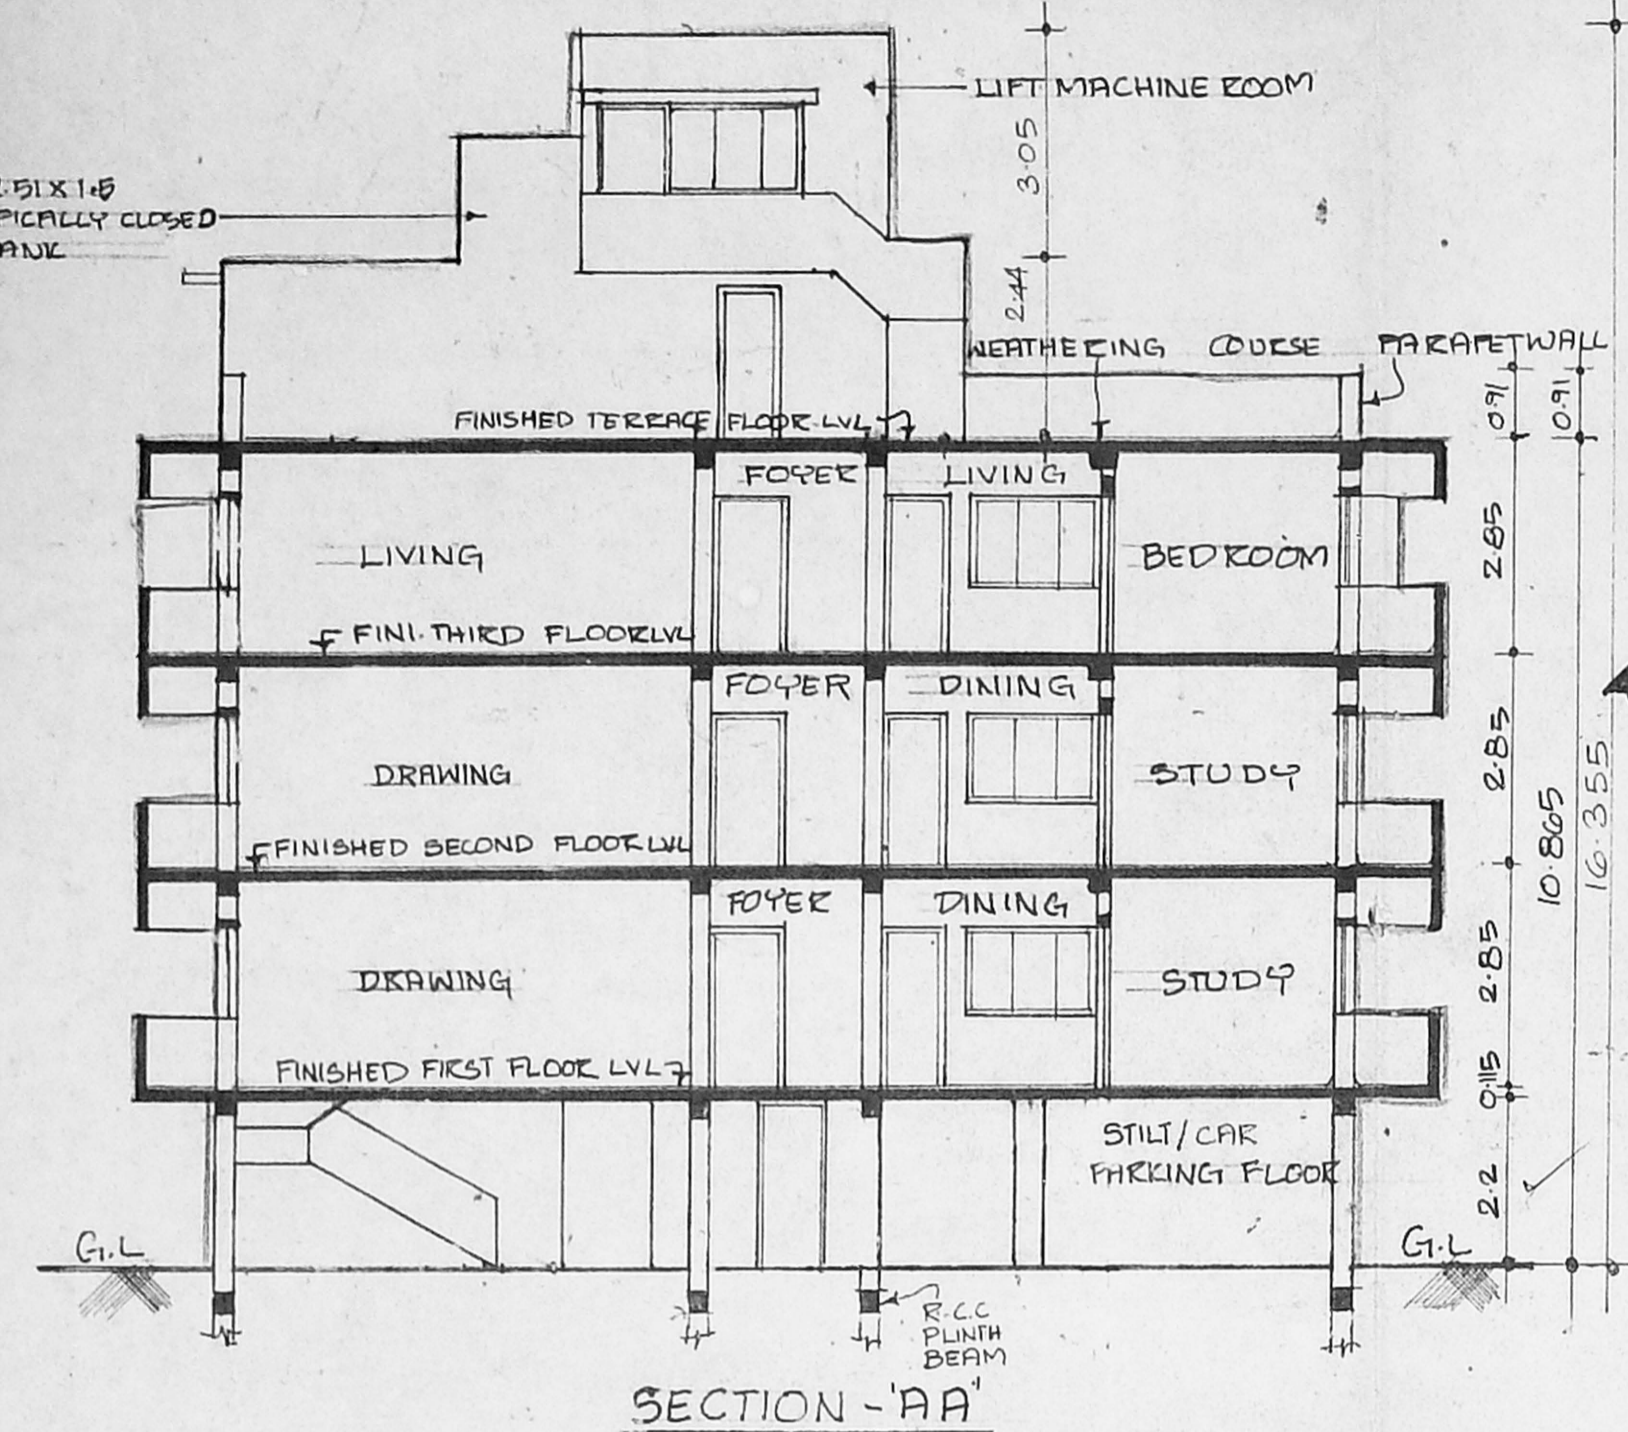 LIFT MACHINE ROOM
3.05
.51 X 1.5
PICALLY CLOSED
ANK
2.44
WEATHERING COURSE PARAPET WALL
0.91
0.91
FINISHED TERRACE FLOOR LVL
FOYER LIVING
LIVING
BEDROOM
2.85
FINI. THIRD FLOOR LVL
FOYER DINING
DRAWING
STUDY
2.85
10.865
16.355
FINISHED SECOND FLOOR LVL
FOYER DINING
DRAWING
STUDY
2.85
FINISHED FIRST FLOOR LVL
0.115
STILT/CAR
PARKING FLOOR
2.2
G.L
G.L
R.C.C
PLINTH
BEAM
SECTION - 'AA'